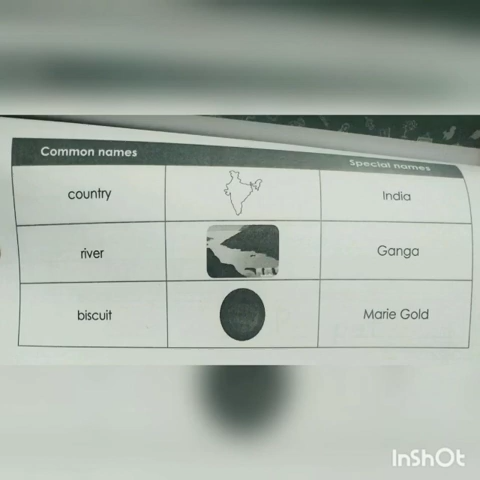 Common names Special names
country India
river Ganga
biscuit Marie Gold
InShOt